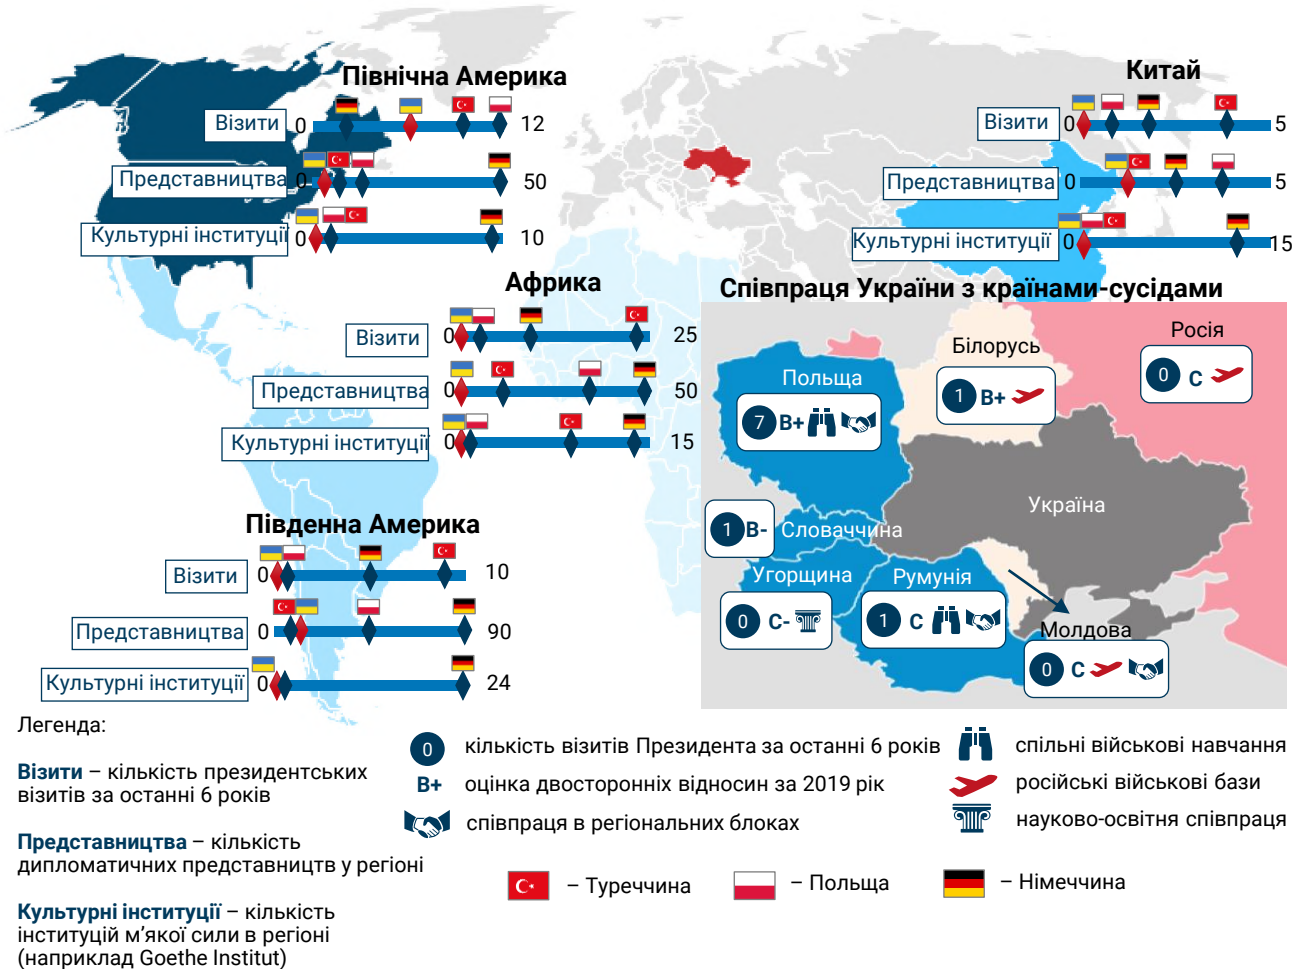 Північна Америка
Візити 0 12
Представництва 0 50
Культурні інституції 0 10
Китай
Візити 0 5
Представництва 0 5
Культурні інституції 0 15
Африка
Візити 0 25
Представництва 0 50
Культурні інституції 0 15
Південна Америка
Візити 0 10
Представництва 0 90
Культурні інституції 0 24
Співпраця України з країнами-сусідами
Росія
0 C
Білорусь
1 B+
Польща
7 B+
Україна
1 B- Словаччина
Угорщина
0 C-
Румунія
1 C
Молдова
0 C
Легенда:
Візити – кількість президентських
візитів за останні 6 років
Представництва – кількість
дипломатичних представництв у регіоні
Культурні інституції – кількість
інституцій м’якої сили в регіоні
(наприклад Goethe Institut)
0 кількість візитів Президента за останні 6 років
B+ оцінка двосторонніх відносин за 2019 рік
співпраця в регіональних блоках
спільні військові навчання
російські військові бази
науково-освітня співпраця
– Туреччина
– Польща
– Німеччина